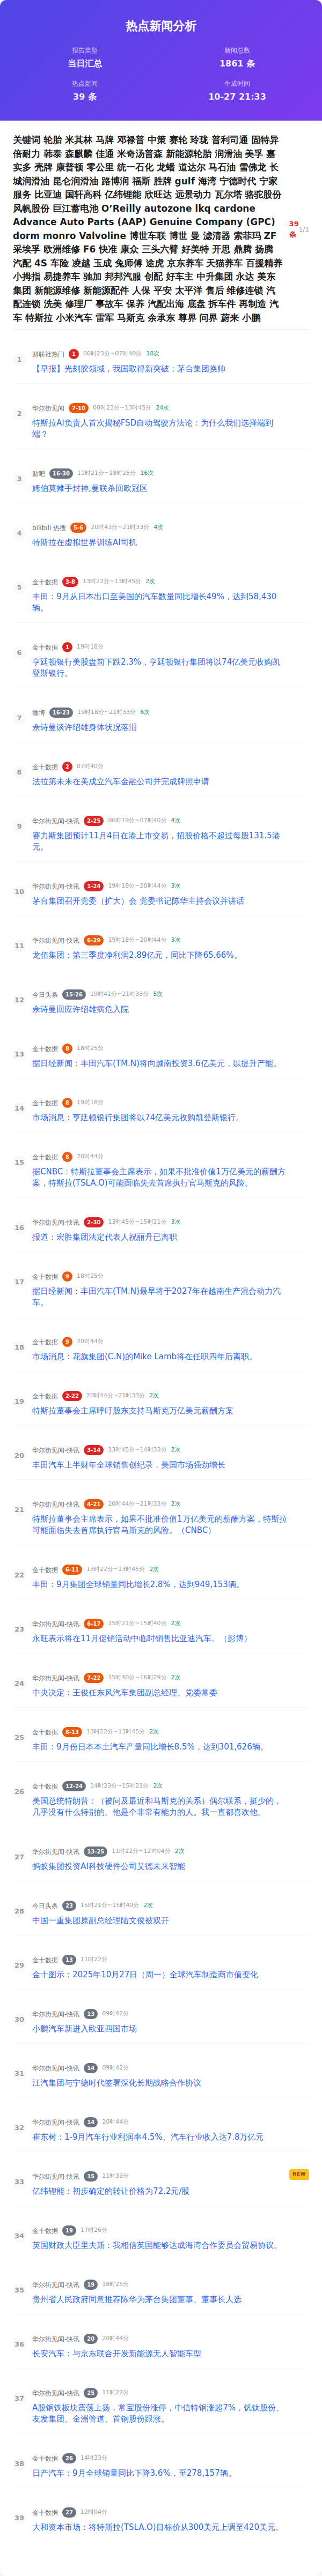 热点新闻分析
报告类型
当日汇总
新闻总数
1861 条
热点新闻
39 条
生成时间
10-27 21:33
关键词 轮胎 米其林 马牌 邓禄普 中策 赛轮 玲珑 普利司通 固特异
倍耐力 韩泰 森麒麟 佳通 米奇汤普森 新能源轮胎 润滑油 美孚 嘉
实多 壳牌 康普顿 零公里 统一石化 龙蟠 道达尔 马石油 雪佛龙 长
城润滑油 昆仑润滑油 路博润 福斯 胜牌 gulf 海湾 宁德时代 宁家
服务 比亚迪 国轩高科 亿纬锂能 欣旺达 远景动力 瓦尔塔 骆驼股份
风帆股份 巨江蓄电池 O’Reilly autozone lkq cardone
Advance Auto Parts (AAP) Genuine Company (GPC)
dorm monro Valvoline 博世车联 博世 曼 滤清器 索菲玛 ZF
采埃孚 欧洲维修 F6 快准 康众 三头六臂 好美特 开思 鼎腾 扬腾
汽配 4S 车险 凌越 玉成 兔师傅 途虎 京东养车 天猫养车 百援精养
小拇指 易捷养车 驰加 邦邦汽服 创配 好车主 中升集团 永达 美东
集团 新能源维修 新能源配件 人保 平安 太平洋 售后 维修连锁 汽
配连锁 洗美 修理厂 事故车 保养 汽配出海 底盘 拆车件 再制造 汽
车 特斯拉 小米汽车 雷军 马斯克 余承东 尊界 问界 蔚来 小鹏
39 条
1/1
1
财联社热门 1 00时23分~07时40分 18次
【早报】光刻胶领域，我国取得新突破；茅台集团换帅
2
华尔街见闻 7-10 00时23分~13时45分 24次
特斯拉AI负责人首次揭秘FSD自动驾驶方法论：为什么我们选择端到
端？
3
贴吧 16-30 11时21分~18时25分 16次
姆伯莫摊手封神,曼联杀回欧冠区
4
bilibili 热搜 5-6 20时43分~21时33分 4次
特斯拉在虚拟世界训练AI司机
5
金十数据 3-8 13时22分~13时45分 2次
丰田：9月从日本出口至美国的汽车数量同比增长49%，达到58,430
辆。
6
金十数据 1 19时18分
亨廷顿银行美股盘前下跌2.3%，亨廷顿银行集团将以74亿美元收购凯
登斯银行。
7
微博 16-23 19时18分~21时33分 6次
佘诗曼谈许绍雄身体状况落泪
8
金十数据 2 07时40分
法拉第未来在美成立汽车金融公司并完成牌照申请
9
华尔街见闻-快讯 2-25 06时19分~07时40分 4次
赛力斯集团预计11月4日在港上市交易，招股价格不超过每股131.5港
元。
10
华尔街见闻-快讯 1-24 19时18分~20时44分 3次
茅台集团召开党委（扩大）会 党委书记陈华主持会议并讲话
11
华尔街见闻-快讯 6-29 19时18分~20时44分 3次
龙佰集团：第三季度净利润2.89亿元，同比下降65.66%。
12
今日头条 15-26 19时41分~21时33分 5次
佘诗曼回应许绍雄病危入院
13
金十数据 8 18时25分
据日经新闻：丰田汽车(TM.N)将向越南投资3.6亿美元，以提升产能。
14
金十数据 8 19时18分
市场消息：亨廷顿银行集团将以74亿美元收购凯登斯银行。
15
金十数据 8 20时44分
据CNBC：特斯拉董事会主席表示，如果不批准价值1万亿美元的薪酬方
案，特斯拉(TSLA.O)可能面临失去首席执行官马斯克的风险。
16
华尔街见闻-快讯 2-30 13时45分~15时21分 3次
报道：宏胜集团法定代表人祝丽丹已离职
17
金十数据 9 18时25分
据日经新闻：丰田汽车(TM.N)最早将于2027年在越南生产混合动力汽
车。
18
金十数据 9 20时44分
市场消息：花旗集团(C.N)的Mike Lamb将在任职四年后离职。
19
金十数据 2-22 20时44分~21时33分 2次
特斯拉董事会主席呼吁股东支持马斯克万亿美元薪酬方案
20
华尔街见闻-快讯 3-14 13时45分~14时33分 2次
丰田汽车上半财年全球销售创纪录，美国市场强劲增长
21
华尔街见闻-快讯 4-21 20时44分~21时33分 2次
特斯拉董事会主席表示，如果不批准价值1万亿美元的薪酬方案，特斯拉
可能面临失去首席执行官马斯克的风险。（CNBC）
22
金十数据 6-11 13时22分~13时45分 2次
丰田：9月集团全球销量同比增长2.8%，达到949,153辆。
23
华尔街见闻-快讯 6-17 15时21分~15时40分 2次
永旺表示将在11月促销活动中临时销售比亚迪汽车。（彭博）
24
华尔街见闻-快讯 7-22 15时40分~16时29分 2次
中央决定：王俊任东风汽车集团副总经理、党委常委
25
金十数据 8-13 13时22分~13时45分 2次
丰田：9月份日本本土汽车产量同比增长8.5%，达到301,626辆。
26
金十数据 12-24 14时33分~15时21分 2次
美国总统特朗普：（被问及最近和马斯克的关系）偶尔联系，挺少的，
几乎没有什么特别的。他是个非常有能力的人。我一直都喜欢他。
27
华尔街见闻-快讯 13-25 11时22分~12时04分 2次
蚂蚁集团投资AI科技硬件公司艾德未来智能
28
今日头条 23 15时21分~15时40分 2次
中国一重集团原副总经理陆文俊被双开
29
金十数据 13 11时22分
金十图示：2025年10月27日（周一）全球汽车制造商市值变化
30
华尔街见闻-快讯 13 09时42分
小鹏汽车新进入欧亚四国市场
31
华尔街见闻-快讯 14 09时42分
江汽集团与宁德时代签署深化长期战略合作协议
32
华尔街见闻-快讯 14 20时44分
崔东树：1-9月汽车行业利润率4.5%、汽车行业收入达7.8万亿元
33
华尔街见闻-快讯 15 21时33分
NEW
亿纬锂能：初步确定的转让价格为72.2元/股
34
金十数据 19 17时26分
英国财政大臣里夫斯：我相信英国能够达成海湾合作委员会贸易协议。
35
华尔街见闻-快讯 19 18时25分
贵州省人民政府同意推荐陈华为茅台集团董事、董事长人选
36
华尔街见闻-快讯 20 20时44分
长安汽车：与京东联合开发新能源无人智能车型
37
华尔街见闻-快讯 25 11时22分
A股钢铁板块震荡上扬，常宝股份涨停，中信特钢涨超7%，钒钛股份、
友发集团、金洲管道、首钢股份跟涨。
38
金十数据 26 14时33分
日产汽车：9月全球销量同比下降3.6%，至278,157辆。
39
金十数据 27 12时04分
大和资本市场：将特斯拉(TSLA.O)目标价从300美元上调至420美元。